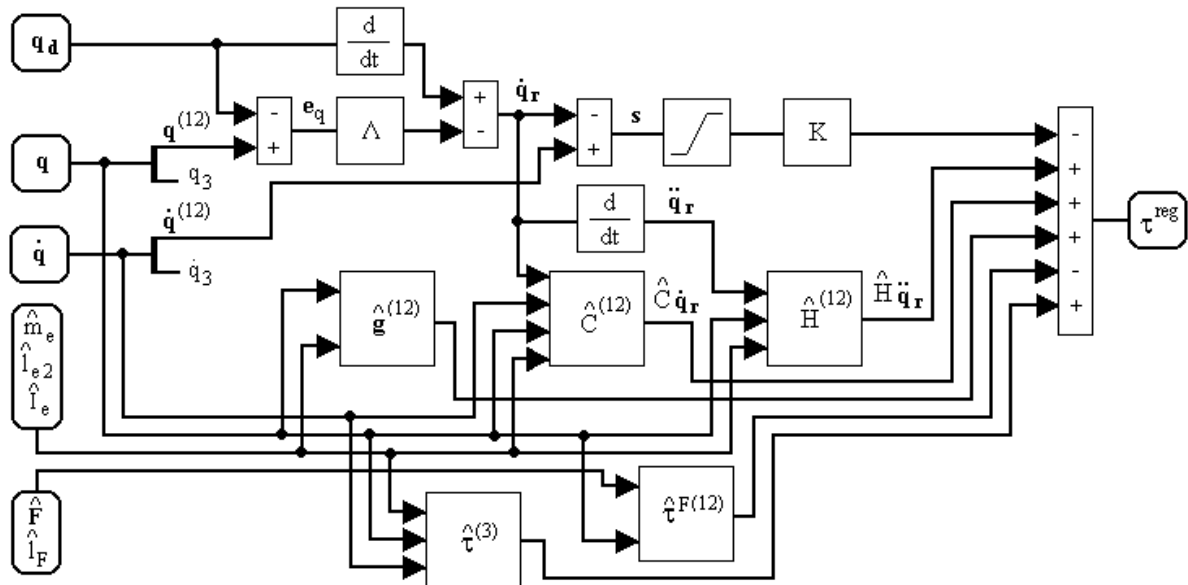 q_d
d
dt
-
+
e_q
Λ
+
-
q̇_r
-
+
s
K
q
q^(12)
q_3
q̇
q̇^(12)
q̇_3
d
dt
q̈_r
-
+
+
+
-
+
τ^reg
m̂_e
l̂_e2
Î_e
ĝ^(12)
Ĉ^(12)
Ĉ q̇_r
Ĥ^(12)
Ĥ q̈_r
F̂
l̂_F
τ̂^(3)
τ̂^F(12)